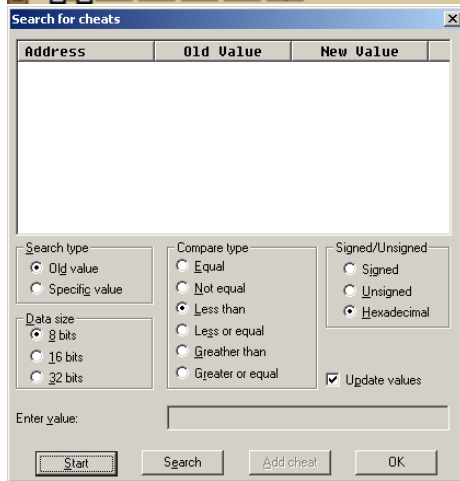 Search for cheats
Address Old Value New Value
Search type
Old value
Specific value
Data size
8 bits
16 bits
32 bits
Compare type
Equal
Not equal
Less than
Less or equal
Greather than
Greater or equal
Signed/Unsigned
Signed
Unsigned
Hexadecimal
Update values
Enter value:
Start Search Add cheat OK